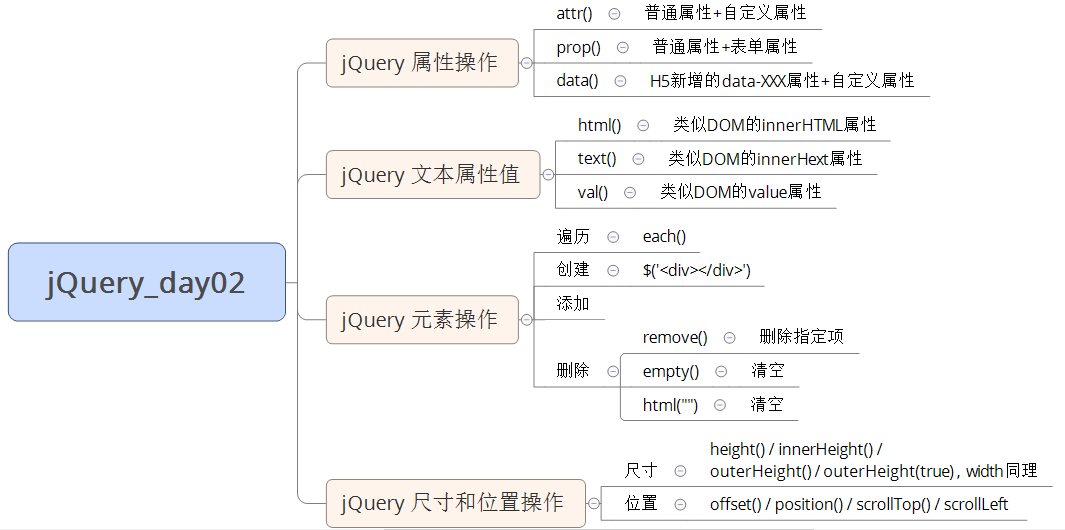 jQuery_day02
jQuery 属性操作
attr() 普通属性+自定义属性
prop() 普通属性+表单属性
data() H5新增的data-XXX属性+自定义属性
jQuery 文本属性值
html() 类似DOM的innerHTML属性
text() 类似DOM的innerHext属性
val() 类似DOM的value属性
jQuery 元素操作
遍历 each()
创建 $('<div></div>')
添加
删除
remove() 删除指定项
empty() 清空
html("") 清空
jQuery 尺寸和位置操作
尺寸
height() / innerHeight() /
outerHeight() / outerHeight(true) , width同理
位置 offset() / position() / scrollTop() / scrollLeft